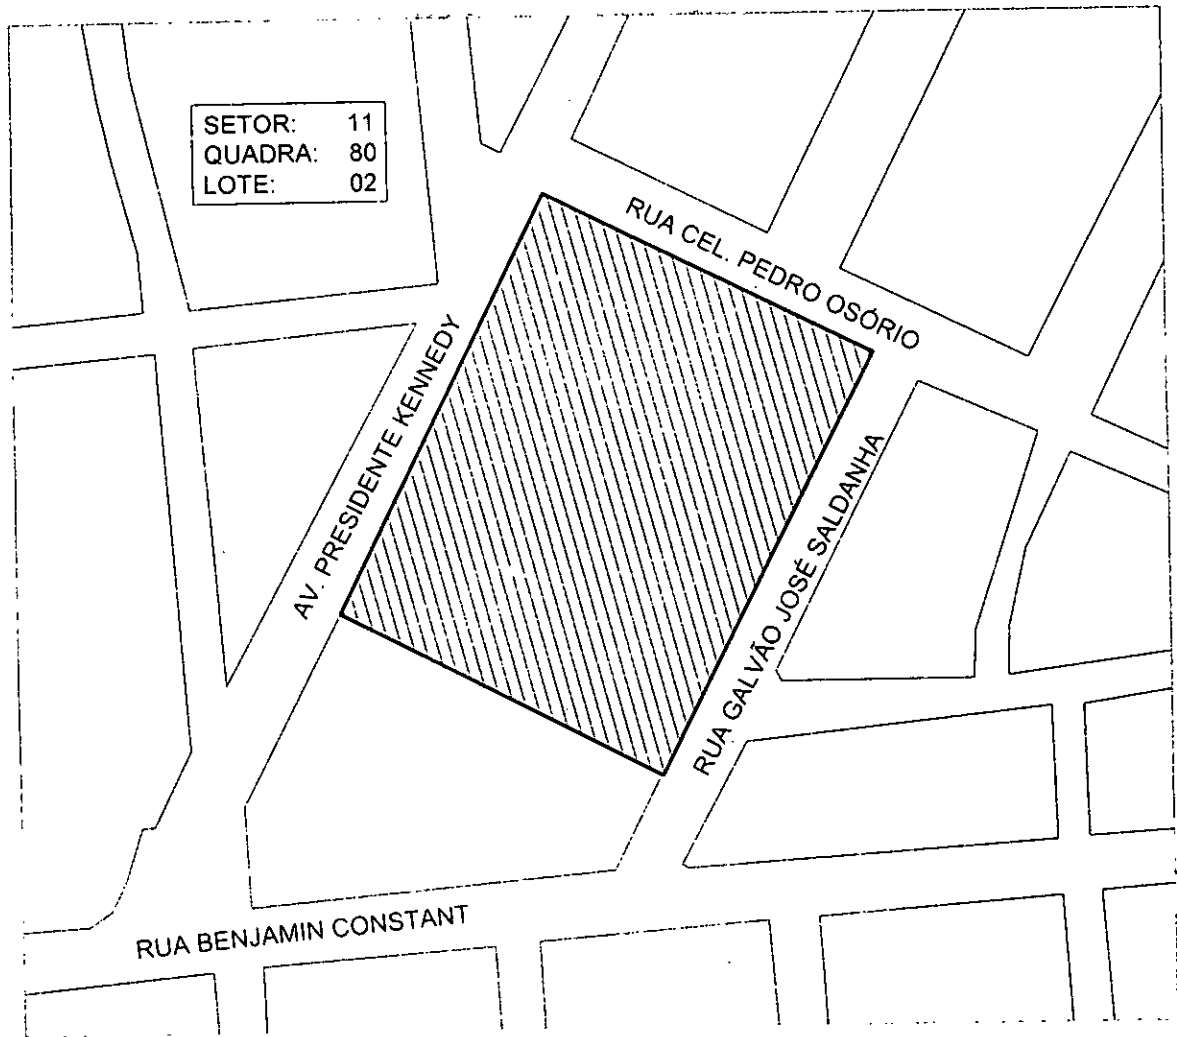 SETOR: 11
QUADRA: 80
LOTE: 02
RUA CEL. PEDRO OSÓRIO
AV. PRESIDENTE KENNEDY
RUA GALVÃO JOSÉ SALDANHA
RUA BENJAMIN CONSTANT